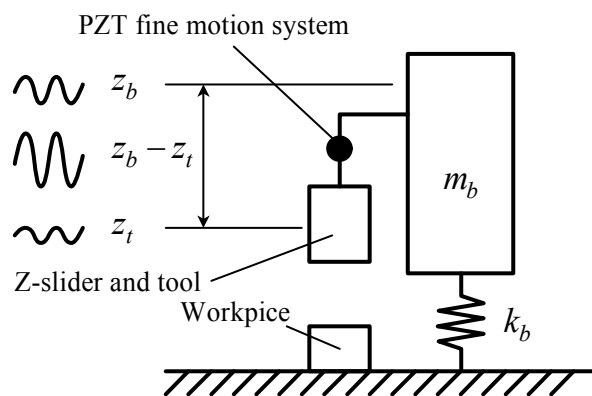 PZT fine motion system
z_b
z_b − z_t
m_b
z_t
Z-slider and tool
Workpice
k_b